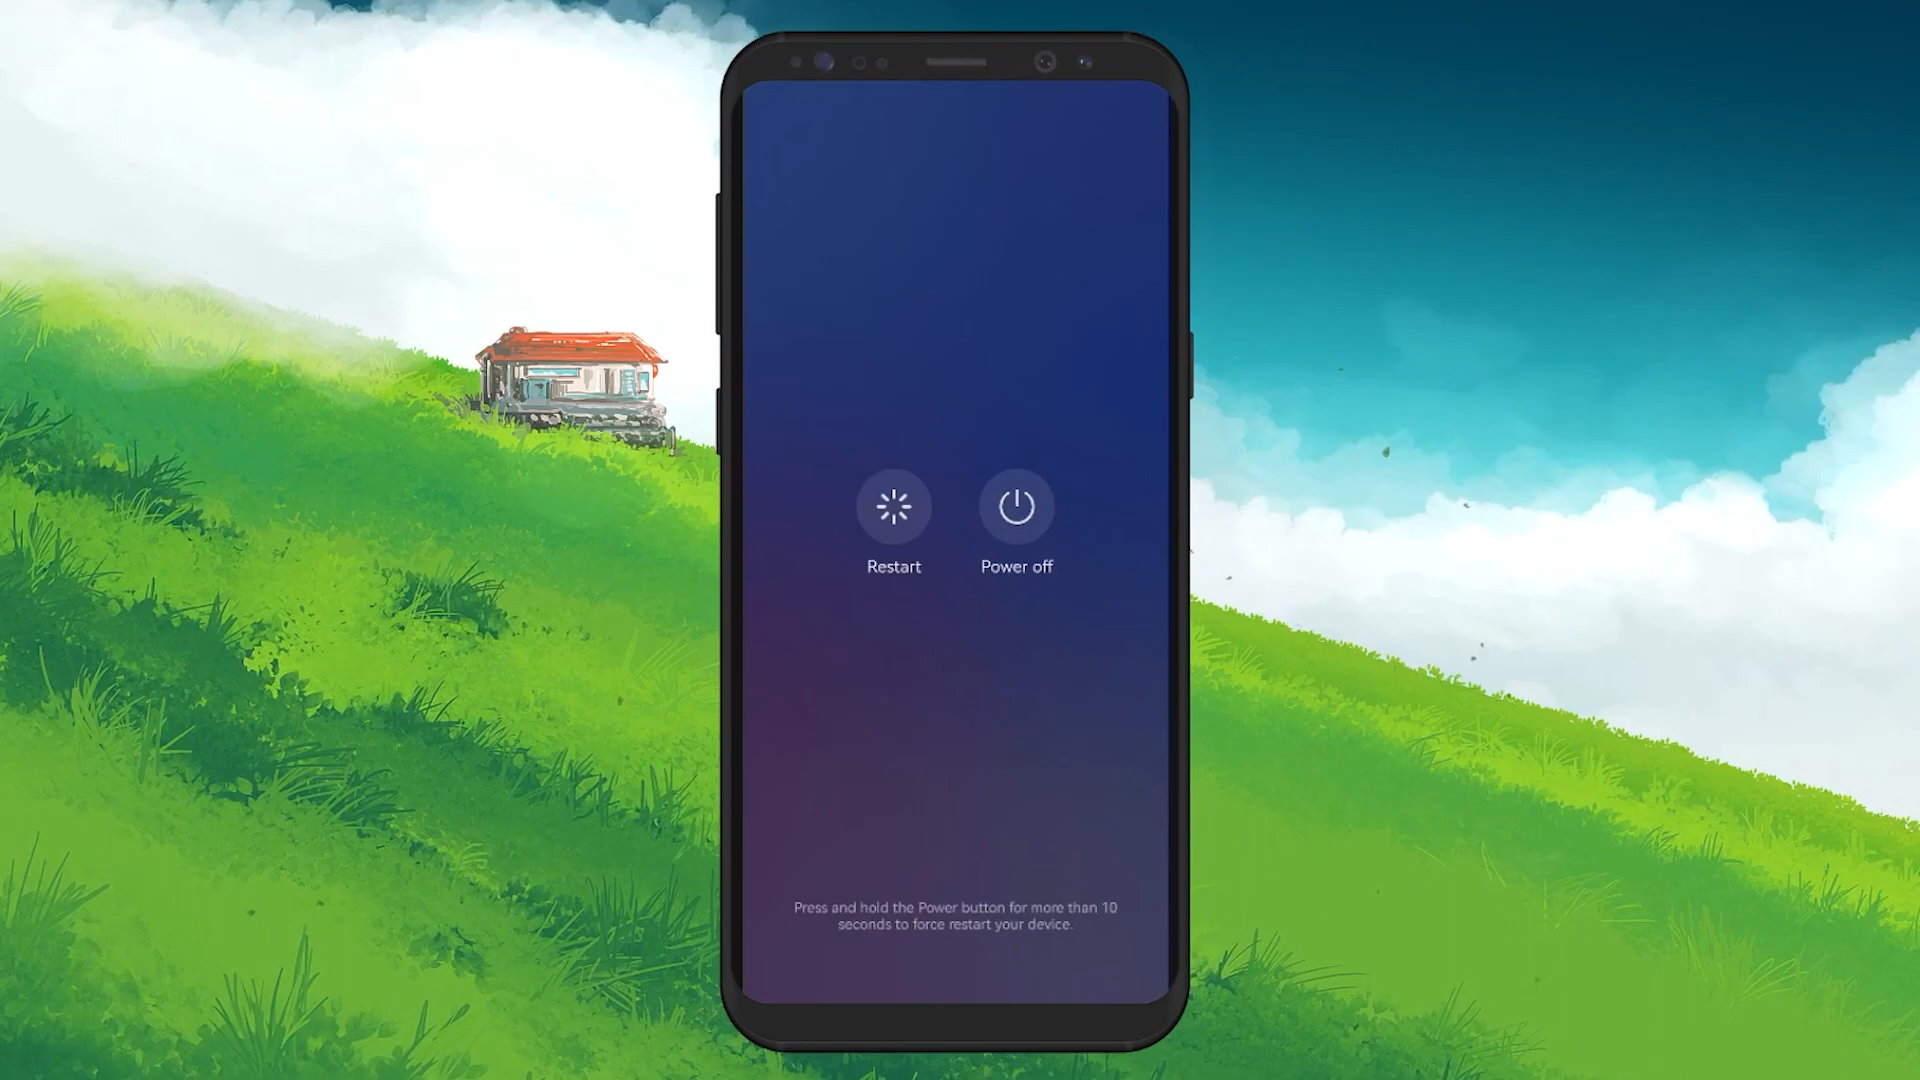 Restart
Power off
Press and hold the Power button for more than 10
seconds to force restart your device.